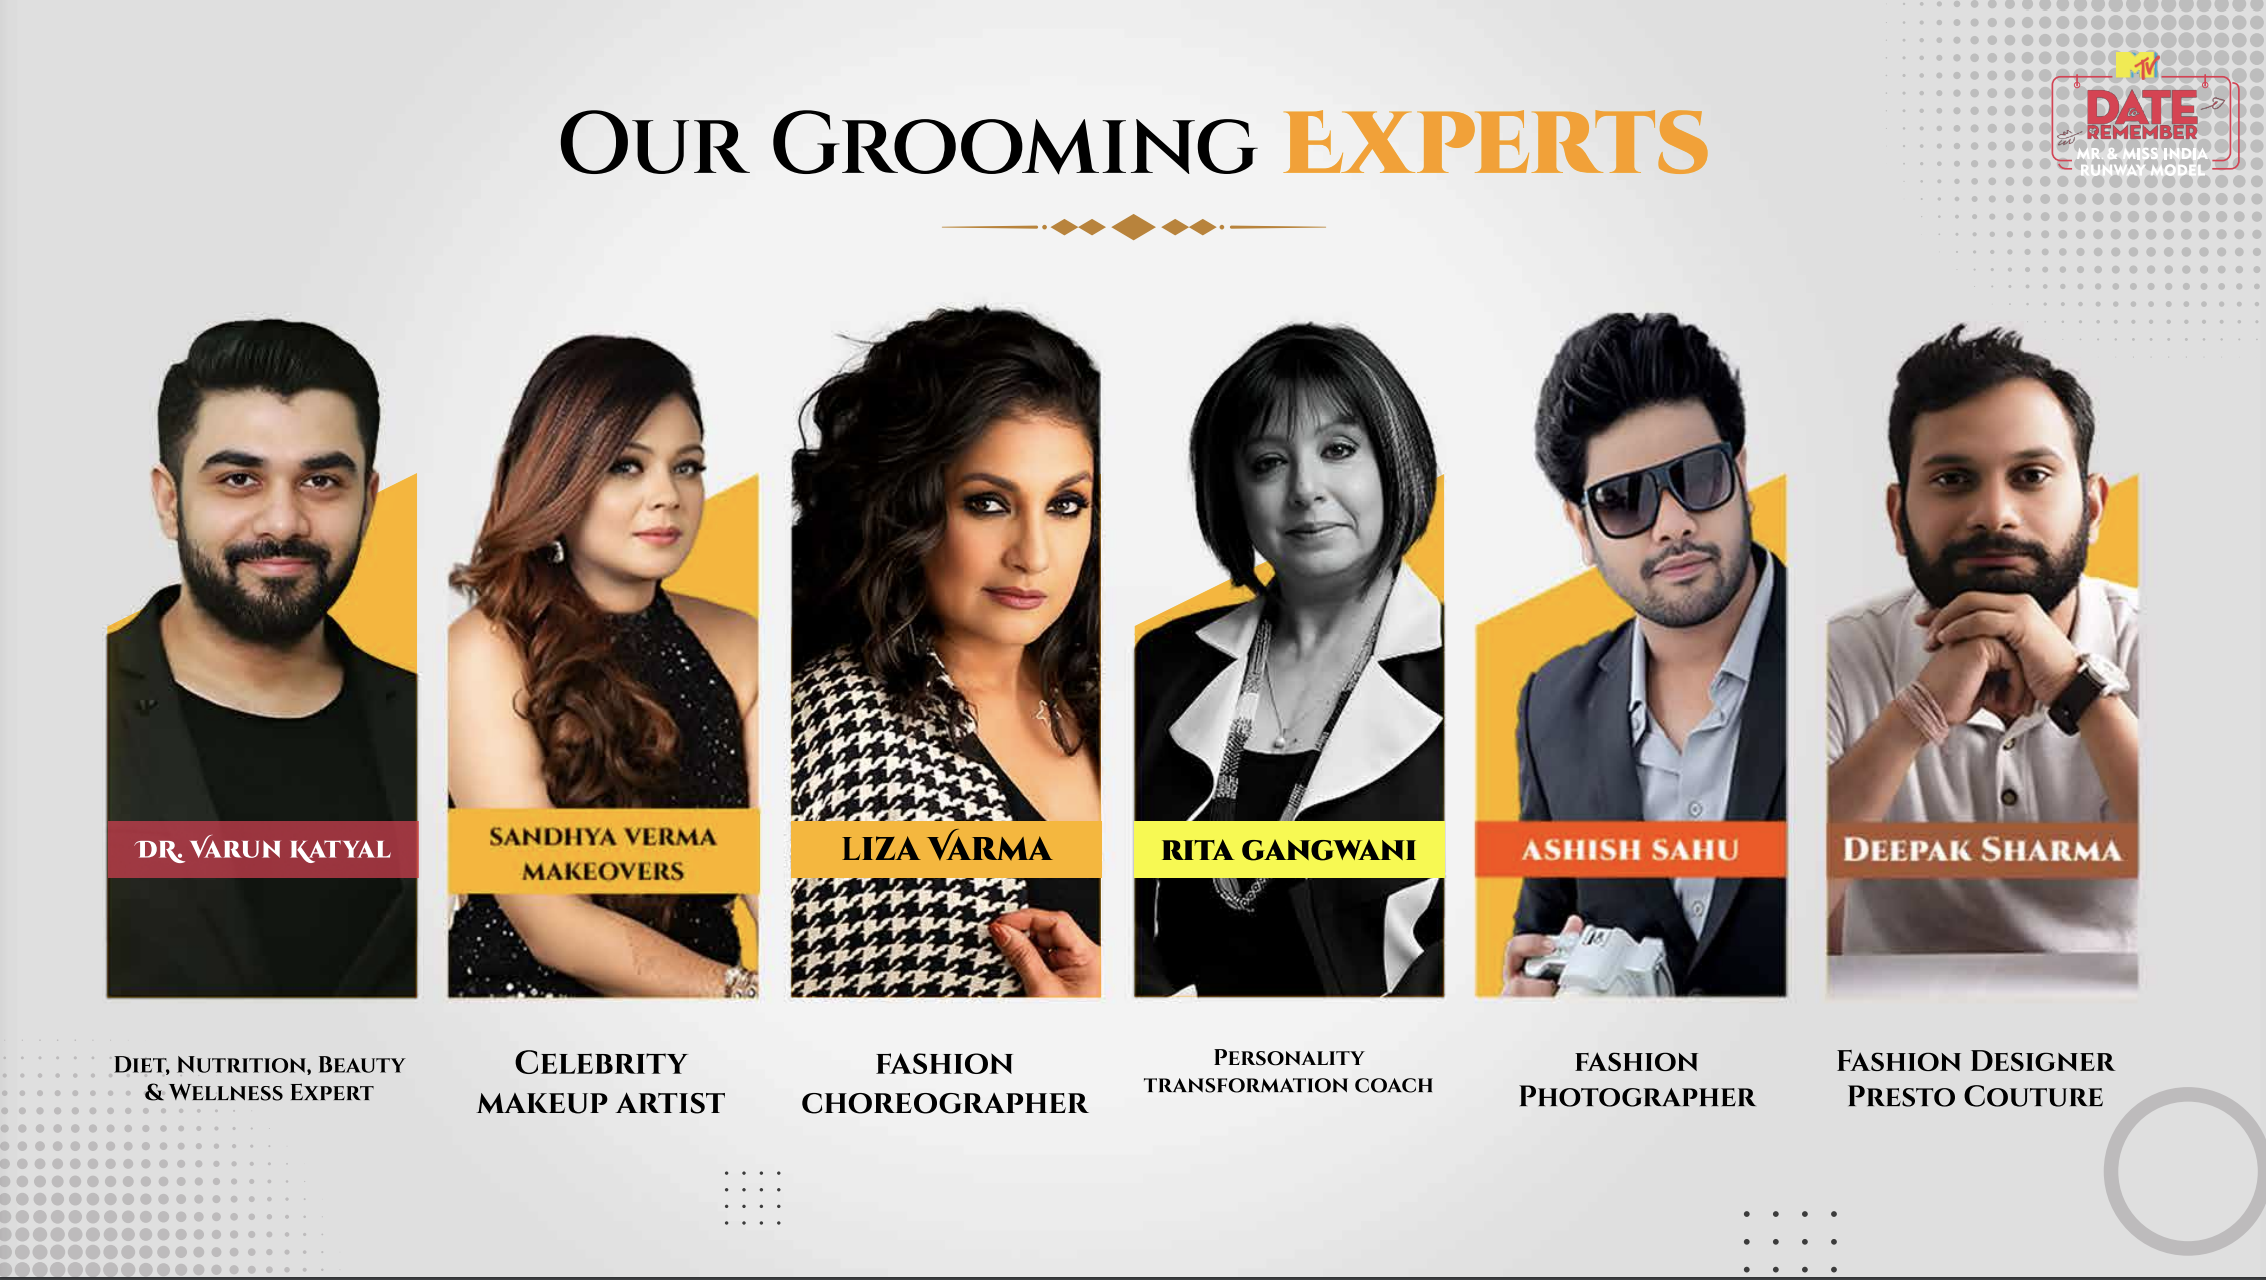 OUR GROOMING EXPERTS
MTV
DATE
to
REMEMBER
MR. & MISS INDIA
RUNWAY MODEL
DR. VARUN KATYAL
DIET, NUTRITION, BEAUTY
& WELLNESS EXPERT
SANDHYA VERMA
MAKEOVERS
CELEBRITY
MAKEUP ARTIST
LIZA VARMA
FASHION
CHOREOGRAPHER
RITA GANGWANI
PERSONALITY
TRANSFORMATION COACH
ASHISH SAHU
FASHION
PHOTOGRAPHER
DEEPAK SHARMA
FASHION DESIGNER
PRESTO COUTURE